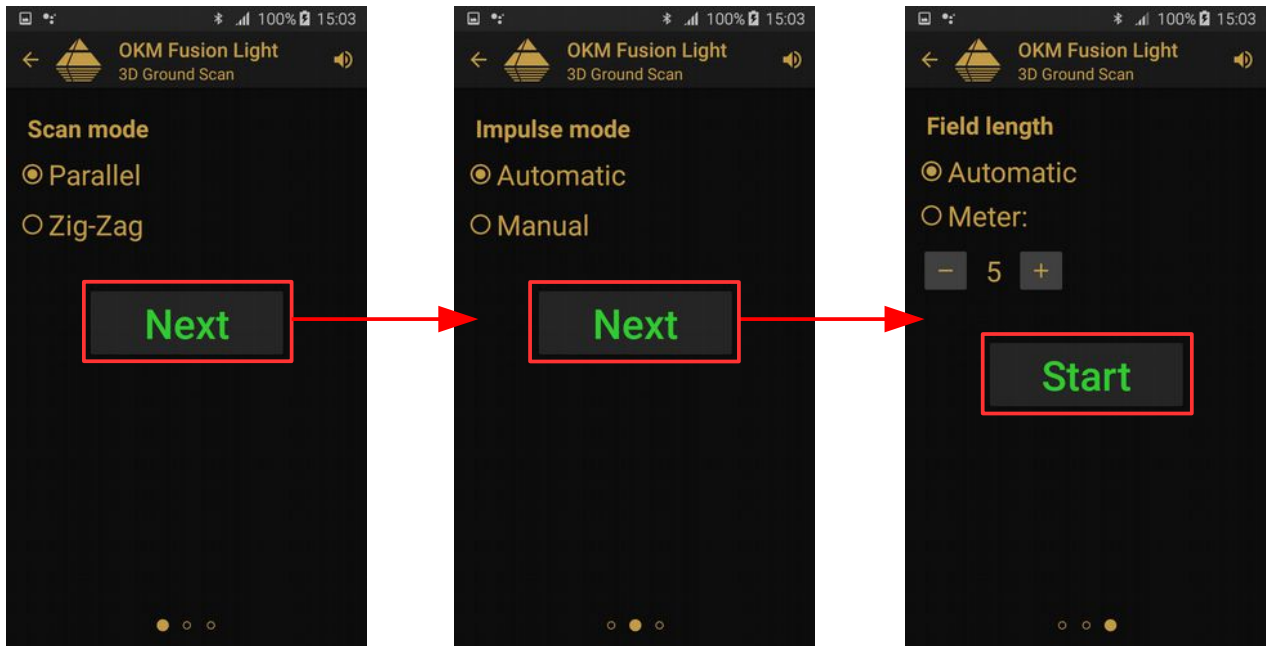 100% 15:03
OKM Fusion Light
3D Ground Scan
Scan mode
Parallel
Zig-Zag
Next
100% 15:03
OKM Fusion Light
3D Ground Scan
Impulse mode
Automatic
Manual
Next
100% 15:03
OKM Fusion Light
3D Ground Scan
Field length
Automatic
Meter:
− 5 +
Start